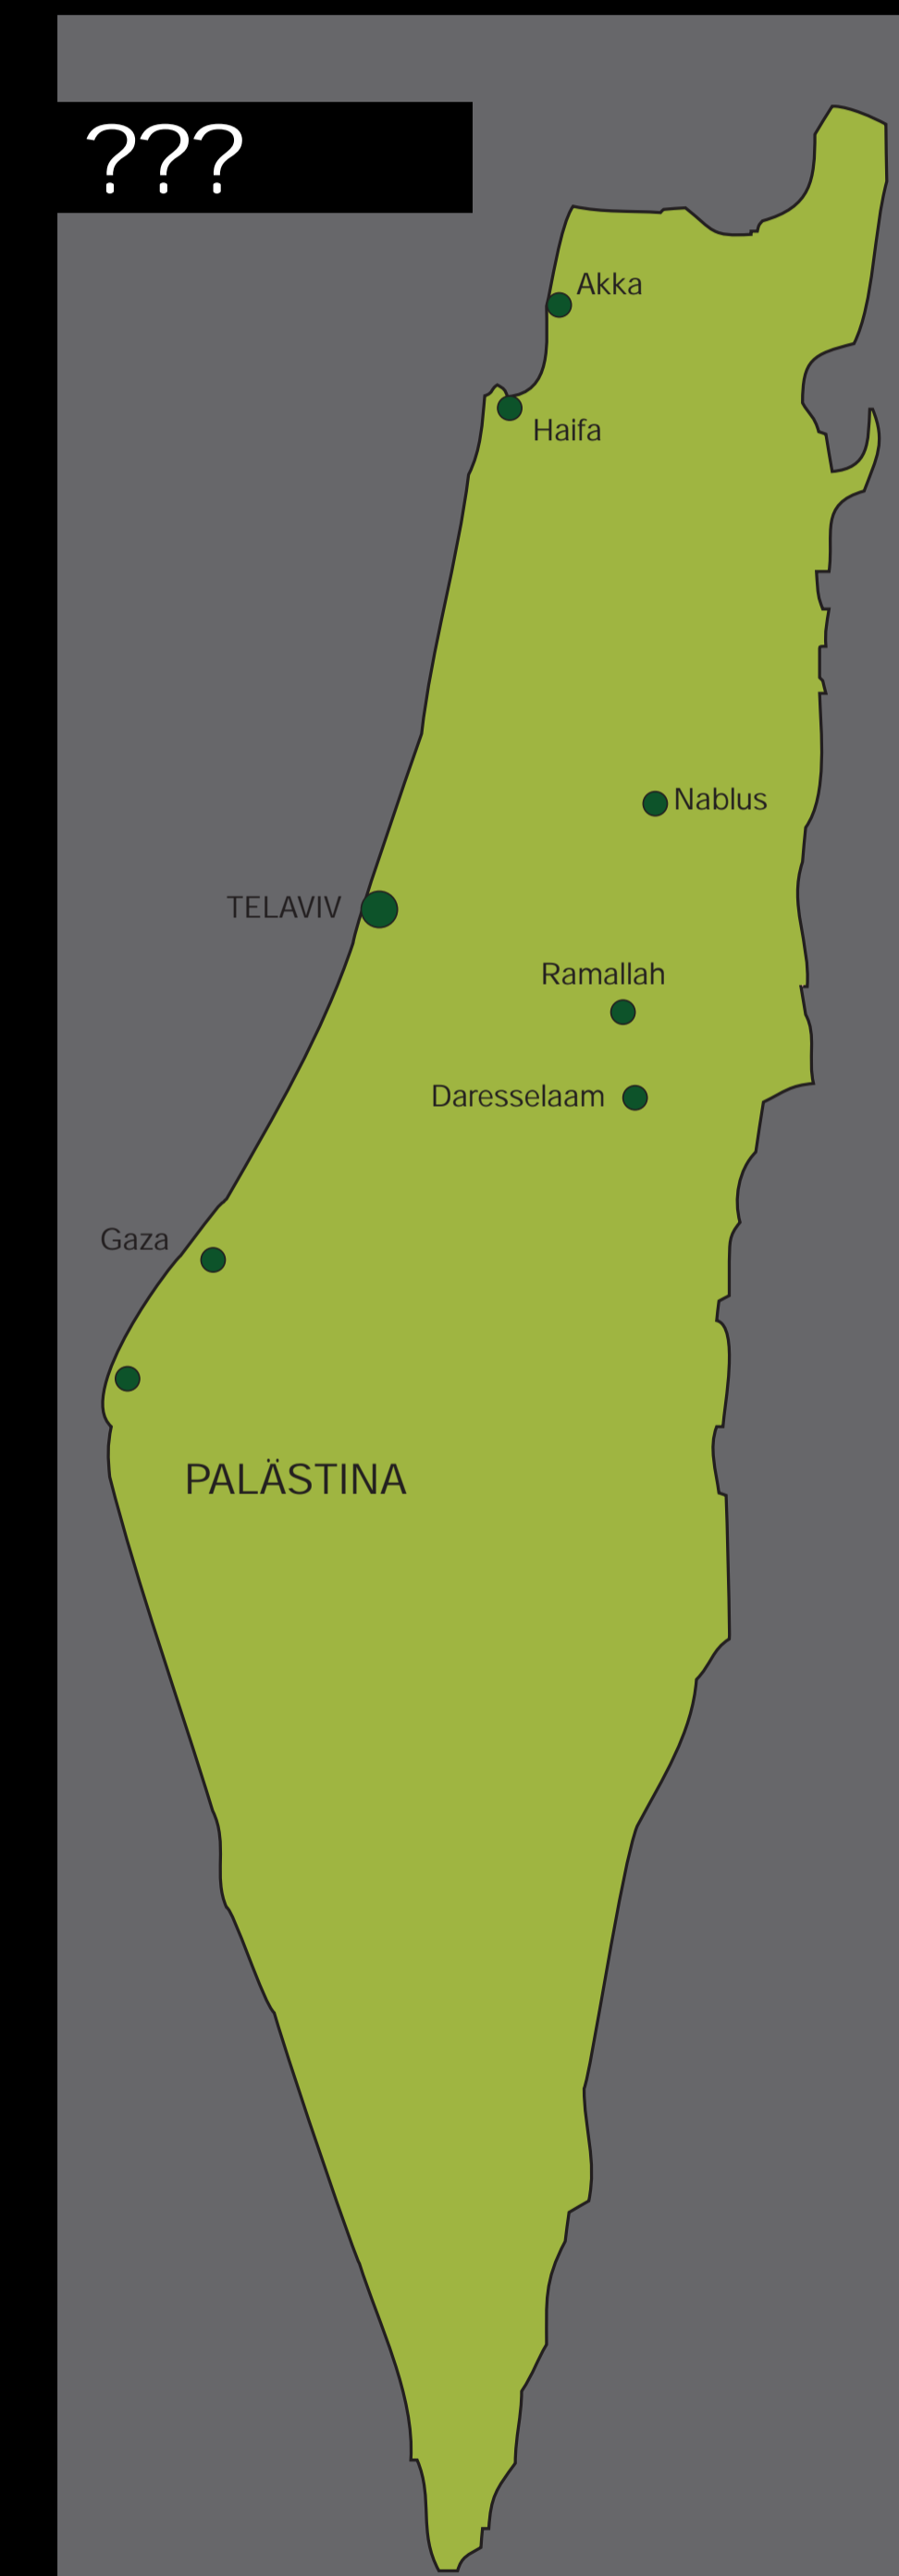 ???
Akka
Haifa
Nablus
TELAVIV
Ramallah
Daresselaam
Gaza
PALÄSTINA